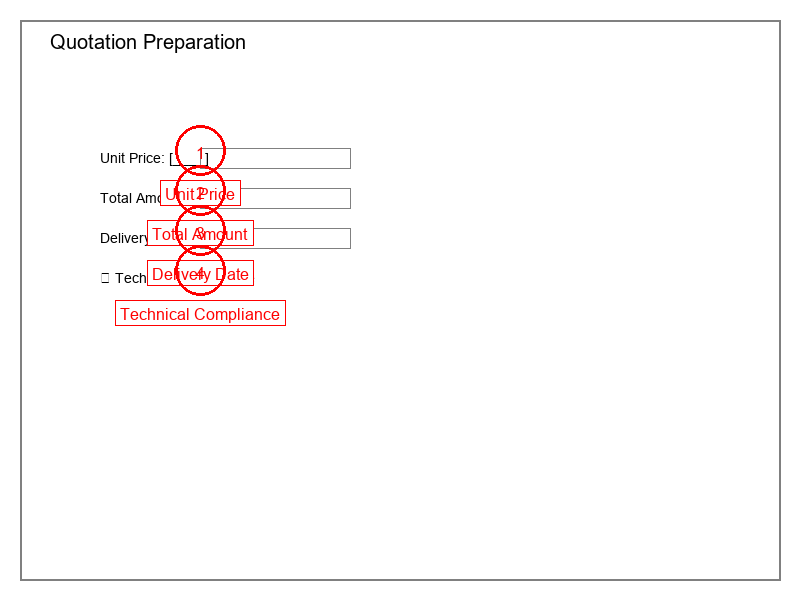 Quotation Preparation
1
Unit Price: [____]
2
Unit Price
Total Amo
3
Total Amount
Delivery
4
Delivery Date
☐ Tech
Technical Compliance